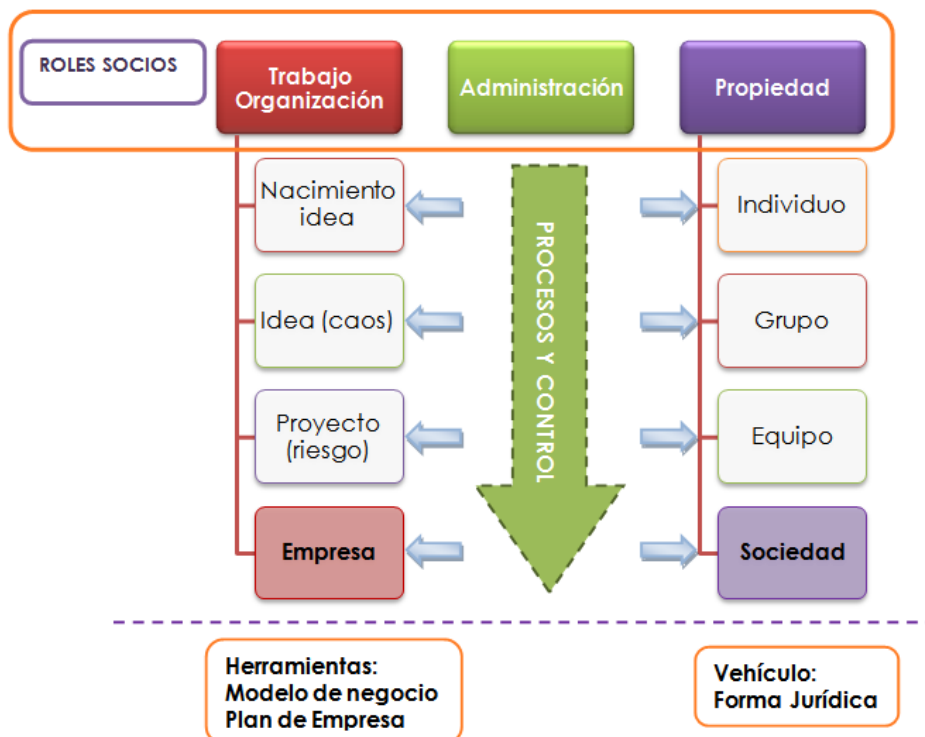 ROLES SOCIOS
Trabajo
Organización
Administración
Propiedad
Nacimiento
idea
Individuo
Idea (caos)
Grupo
Proyecto
(riesgo)
Equipo
Empresa
Sociedad
PROCESOS Y CONTROL
Herramientas:
Modelo de negocio
Plan de Empresa
Vehículo:
Forma Jurídica